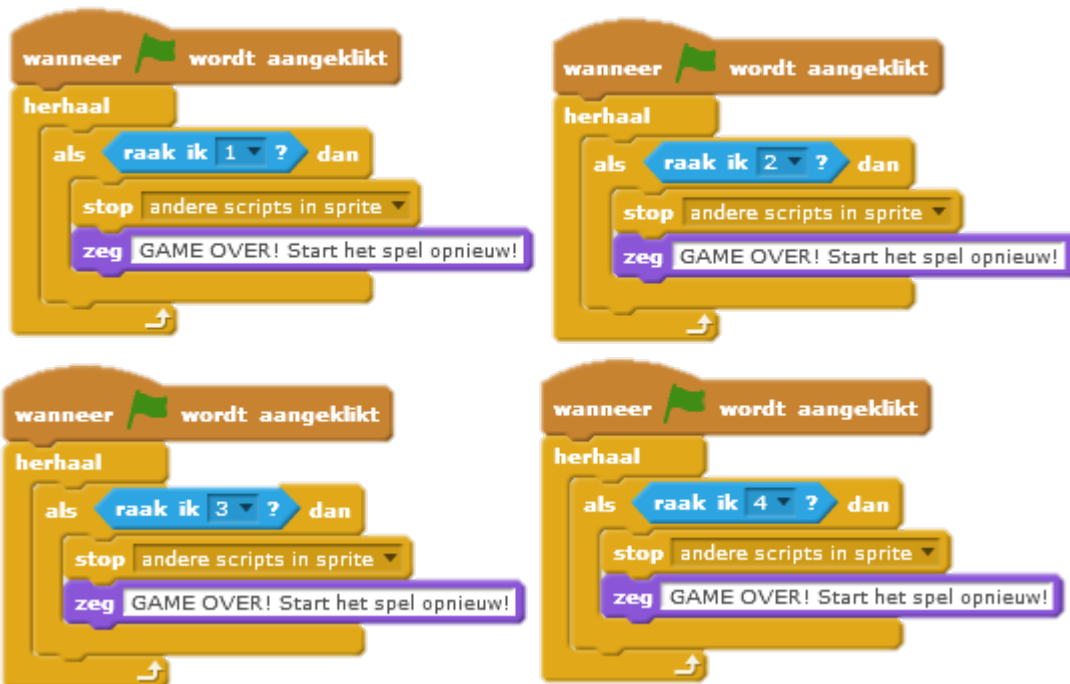 wanneer wordt aangeklikt
herhaal
als raak ik 1 ? dan
stop andere scripts in sprite
zeg GAME OVER! Start het spel opnieuw!
wanneer wordt aangeklikt
herhaal
als raak ik 2 ? dan
stop andere scripts in sprite
zeg GAME OVER! Start het spel opnieuw!
wanneer wordt aangeklikt
herhaal
als raak ik 3 ? dan
stop andere scripts in sprite
zeg GAME OVER! Start het spel opnieuw!
wanneer wordt aangeklikt
herhaal
als raak ik 4 ? dan
stop andere scripts in sprite
zeg GAME OVER! Start het spel opnieuw!